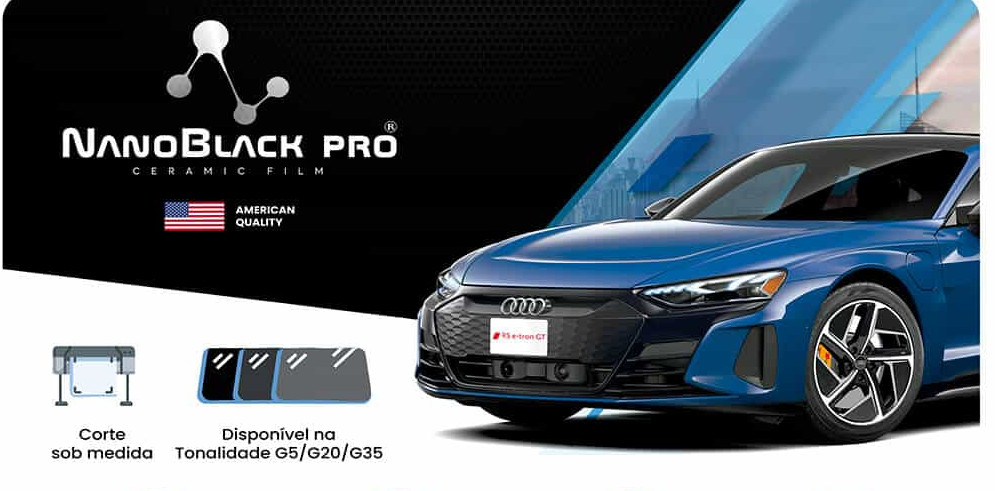 NANOBLACK PRO®
CERAMIC FILM
AMERICAN
QUALITY
RS e-tron GT
Corte
sob medida
Disponível na
Tonalidade G5/G20/G35